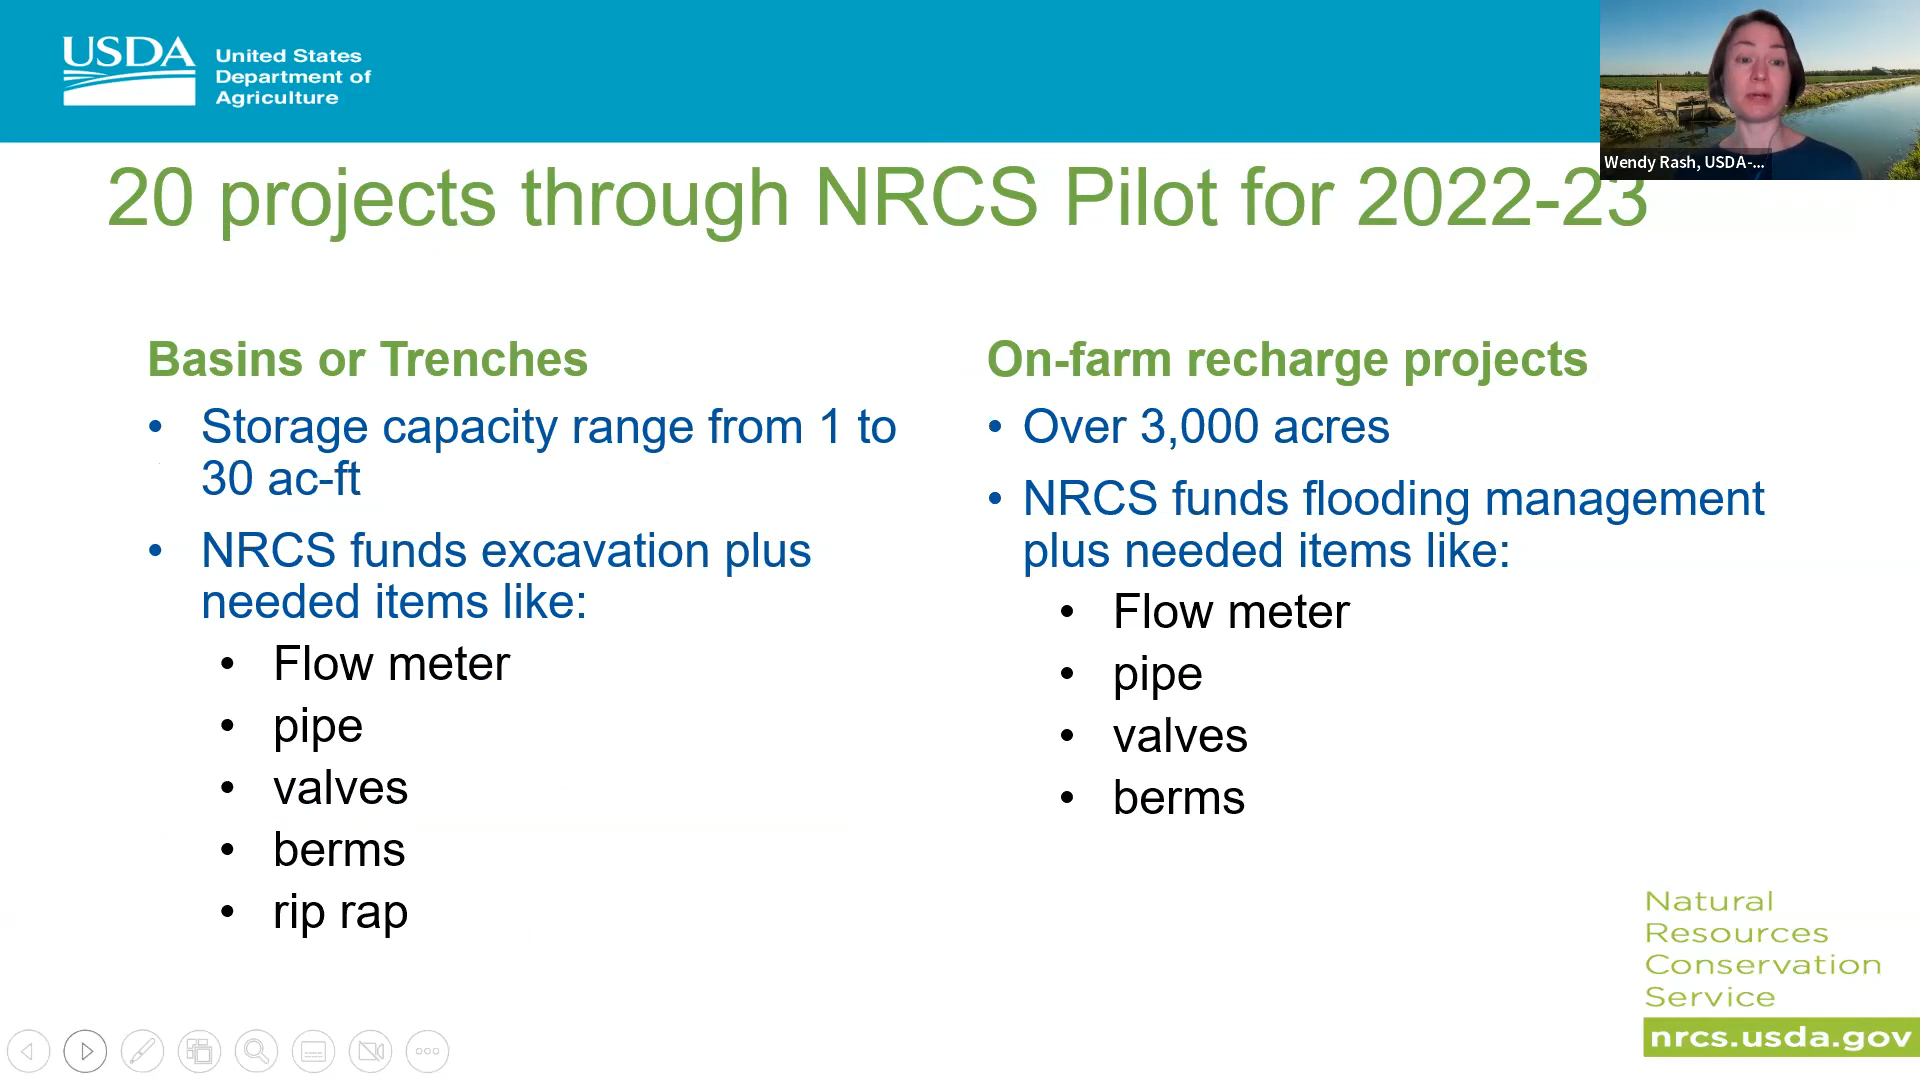 USDA
United States
Department of
Agriculture
Wendy Rash, USDA-...
20 projects through NRCS Pilot for 2022-23
Basins or Trenches
• Storage capacity range from 1 to
30 ac-ft
• NRCS funds excavation plus
needed items like:
• Flow meter
• pipe
• valves
• berms
• rip rap
On-farm recharge projects
• Over 3,000 acres
• NRCS funds flooding management
plus needed items like:
• Flow meter
• pipe
• valves
• berms
Natural
Resources
Conservation
Service
nrcs.usda.gov